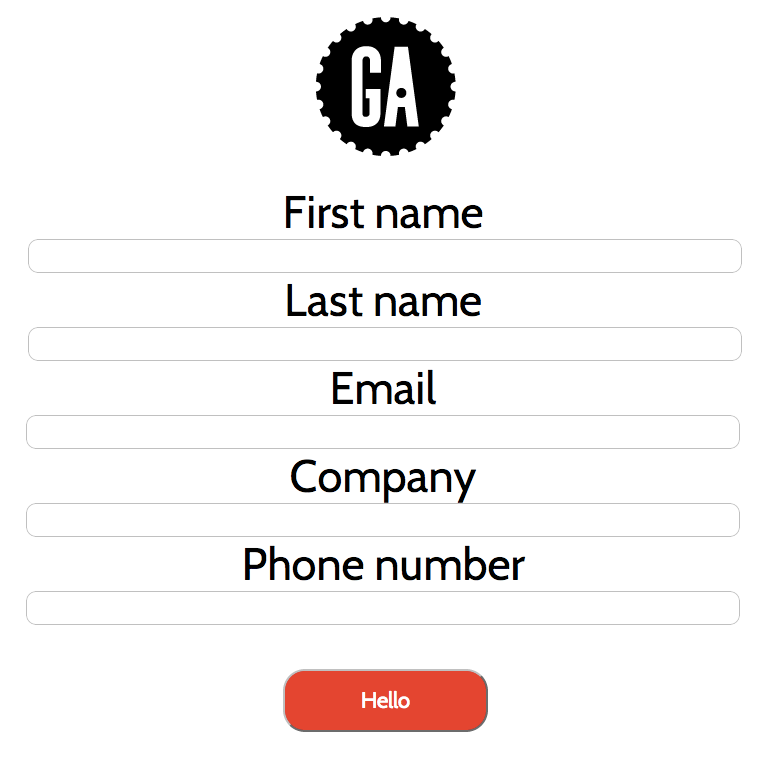 GA
First name
Last name
Email
Company
Phone number
Hello